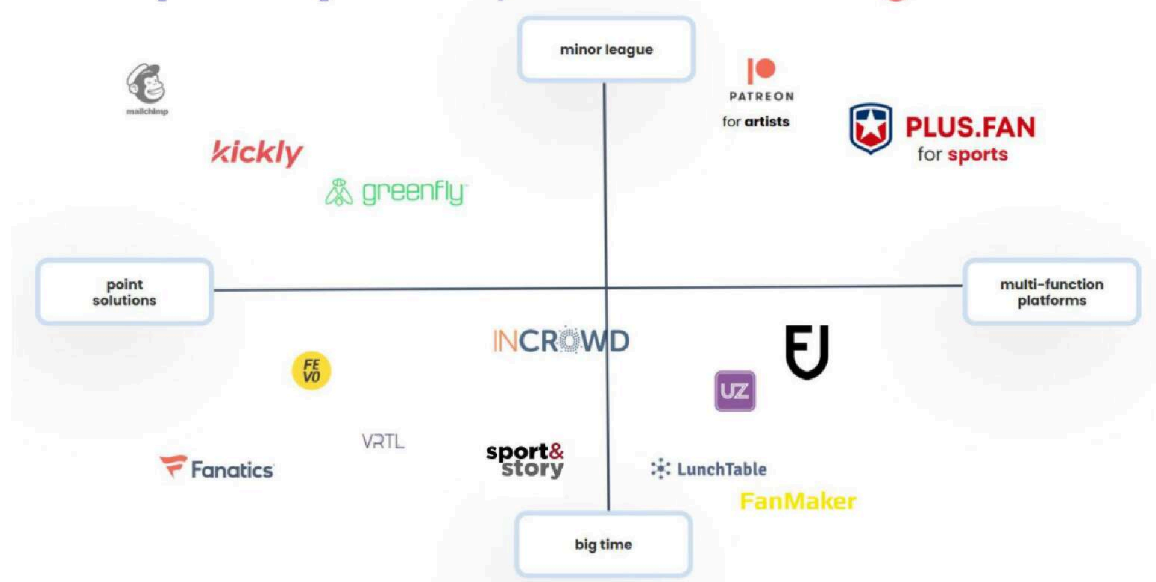 minor league
mailchimp
PATREON
for artists
PLUS.FAN
for sports
kickly
greenfly
point
solutions
multi-function
platforms
INCROWD
FE
VO
UZ
VRTL
sport&
story
Fanatics
LunchTable
FanMaker
big time